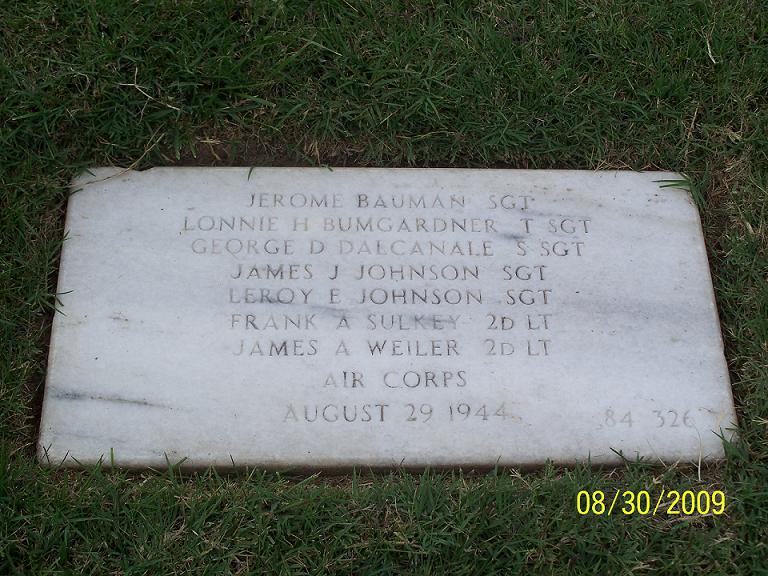 JEROME BAUMAN SGT
LONNIE H BUMGARDNER T SGT
GEORGE D DALCANALE S SGT
JAMES J JOHNSON SGT
LEROY E JOHNSON SGT
FRANK A SULKEY 2D LT
JAMES A WEILER 2D LT
AIR CORPS
AUGUST 29 1944 84 326
08/30/2009